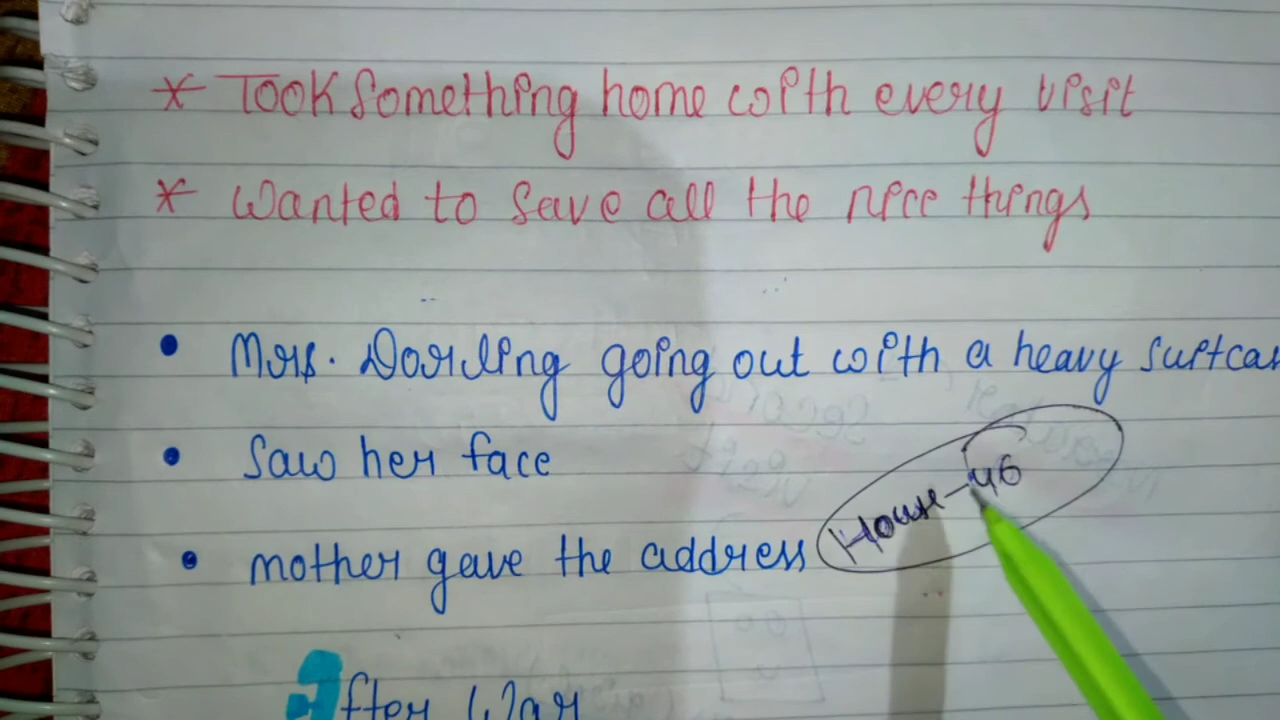 * Took something home with every visit
* Wanted to save all the nice things
• Mrs. Dorling going out with a heavy suitcas
• Saw her face
• mother gave the address
House-46
After War